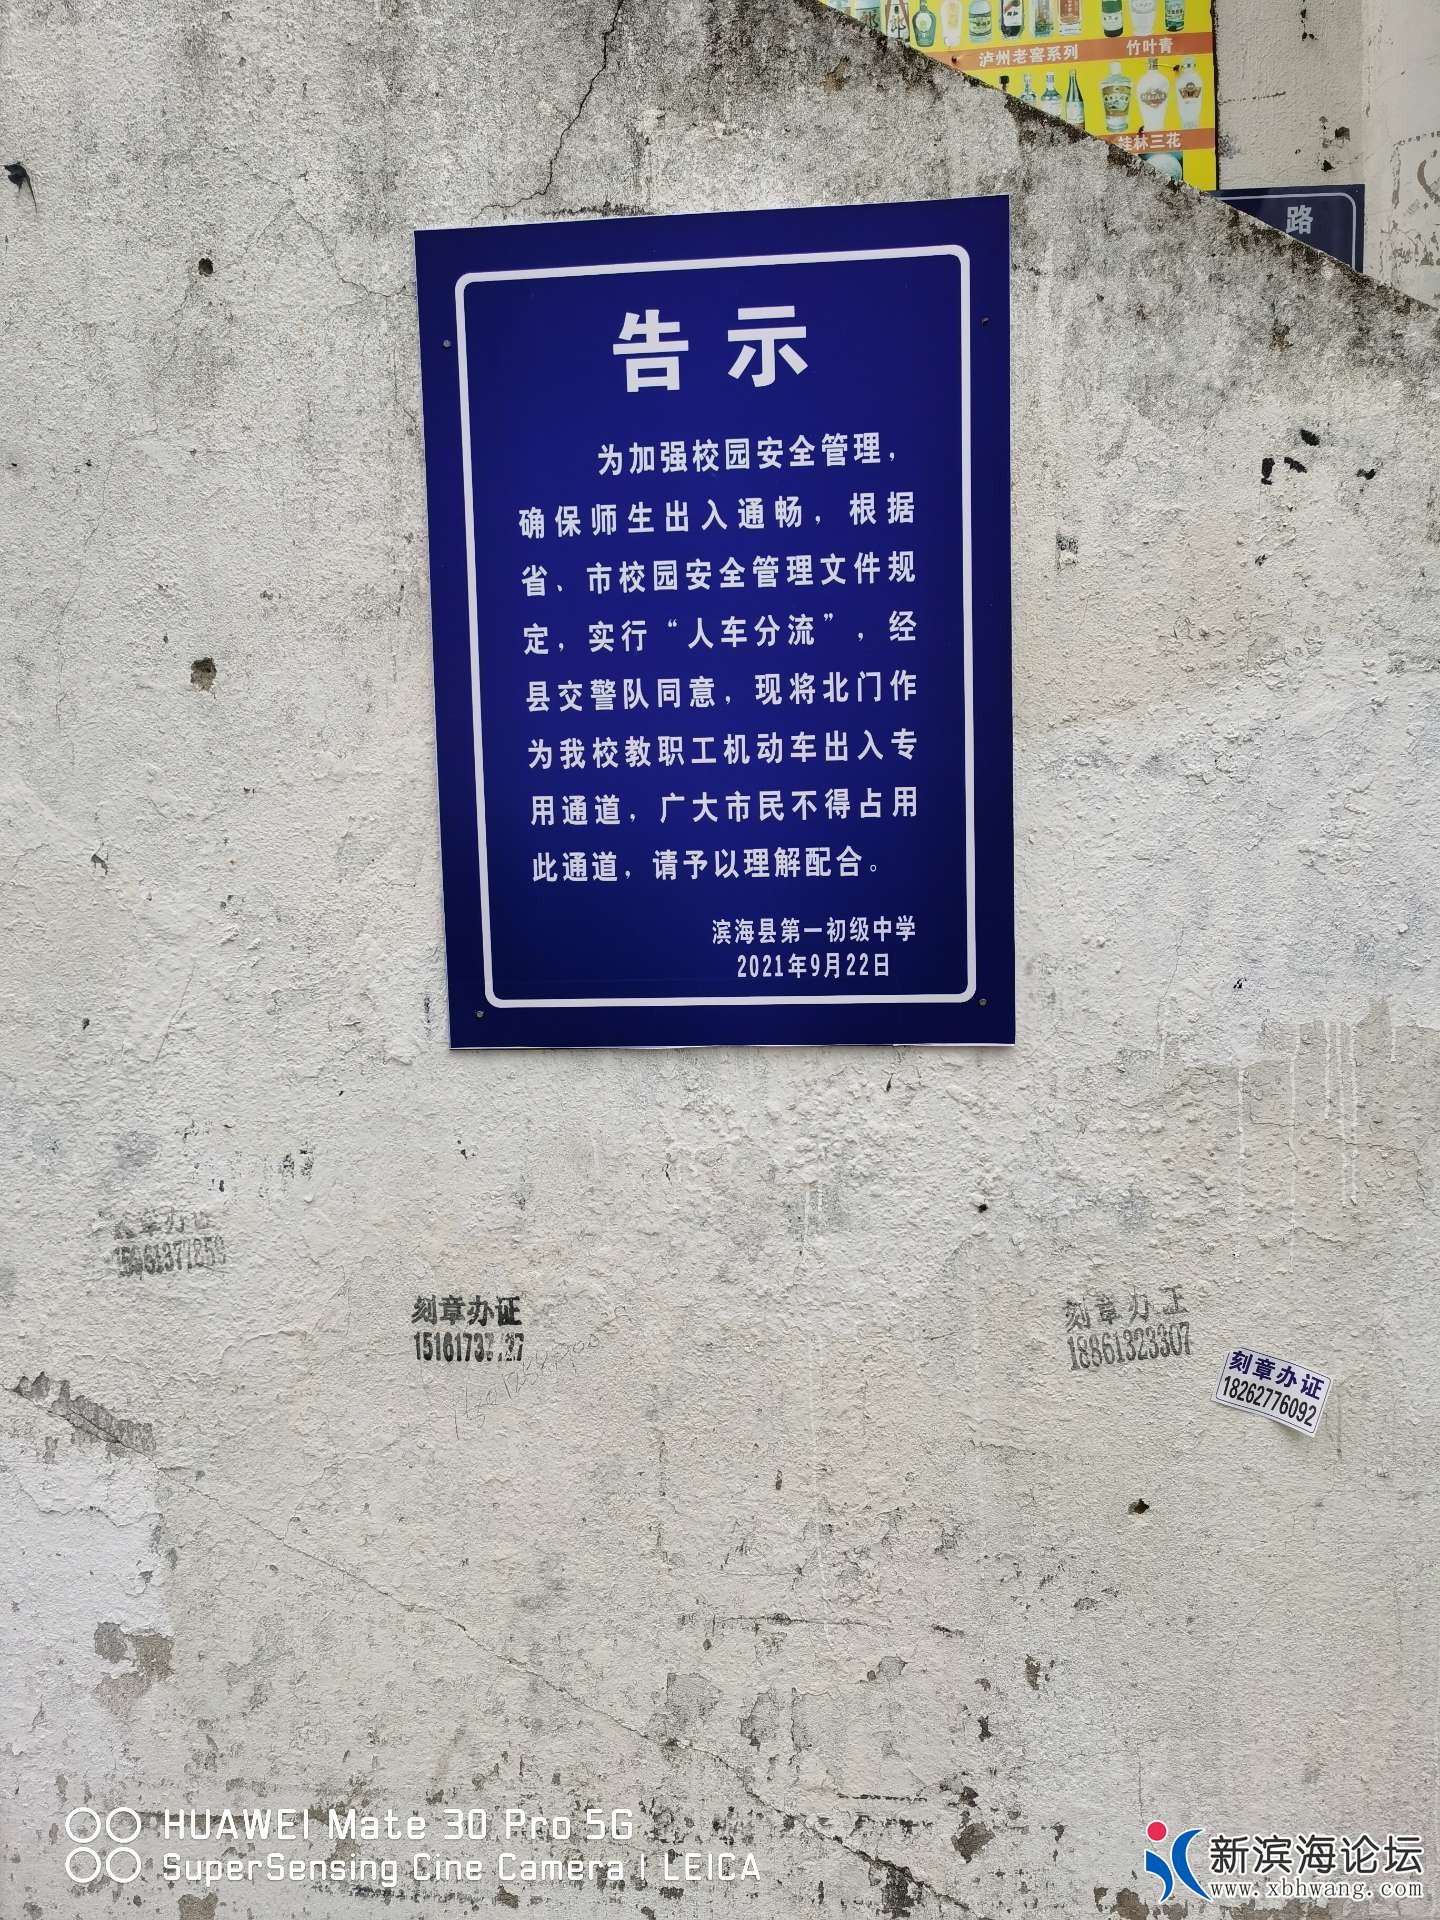 泸州老窖系列
竹叶青
桂林三花
路
告示
为加强校园安全管理，
确保师生出入通畅，根据
省、市校园安全管理文件规
定，实行“人车分流”，经
县交警队同意，现将北门作
为我校教职工机动车出入专
用通道，广大市民不得占用
此通道，请予以理解配合。
滨海县第一初级中学
2021年9月22日
刻章办证
刻章办证
18861323307
刻章办证
18262776092
HUAWEI Mate 30 Pro 5G
SuperSensing Cine Camera | LEICA
新滨海论坛
www.xbhwang.com